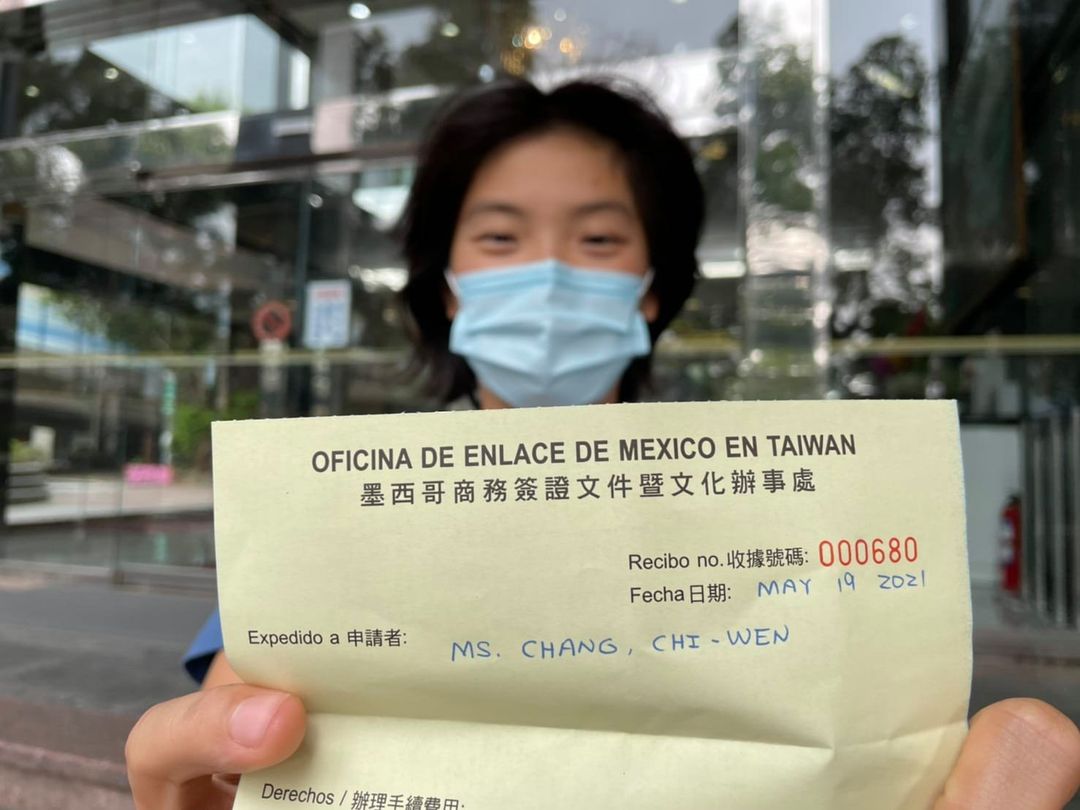 OFICINA DE ENLACE DE MEXICO EN TAIWAN
墨西哥商務簽證文件暨文化辦事處
Recibo no.收據號碼: 000680
Fecha日期: MAY 19 2021
Expedido a 申請者: MS. CHANG, CHI-WEN
Derechos / 辦理手續費用: